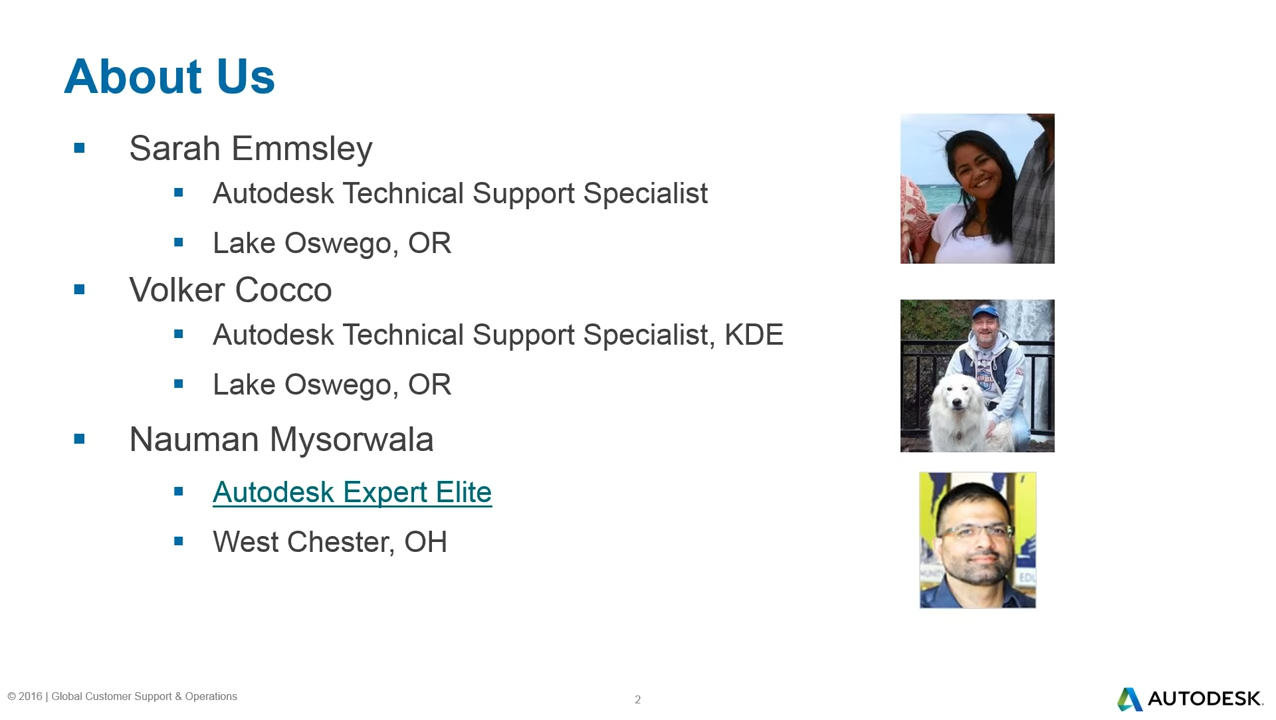 About Us
▪ Sarah Emmsley
▪ Autodesk Technical Support Specialist
▪ Lake Oswego, OR
▪ Volker Cocco
▪ Autodesk Technical Support Specialist, KDE
▪ Lake Oswego, OR
▪ Nauman Mysorwala
▪ Autodesk Expert Elite
▪ West Chester, OH
© 2016 | Global Customer Support & Operations
2
AUTODESK.